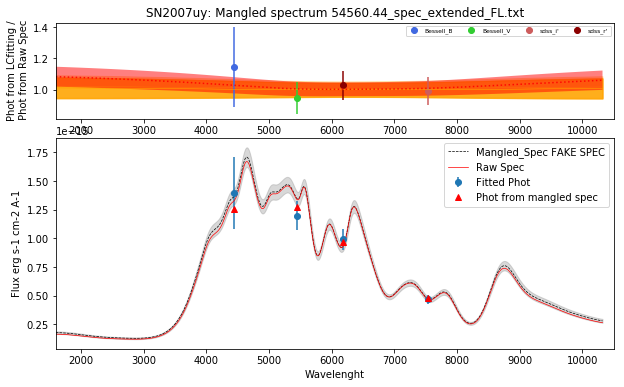 SN2007uy: Mangled spectrum 54560.44_spec_extended_FL.txt
Phot from LCfitting /
Phot from Raw Spec
1.4
1.2
1.0
Bessell_B
Bessell_V
sdss_i'
sdss_r'
2000 3000 4000 5000 6000 7000 8000 9000 10000
Flux erg s-1 cm-2 A-1
1.75
1.50
1.25
1.00
0.75
0.50
0.25
Mangled_Spec FAKE SPEC
Raw Spec
Fitted Phot
Phot from mangled spec
2000 3000 4000 5000 6000 7000 8000 9000 10000
Wavelenght